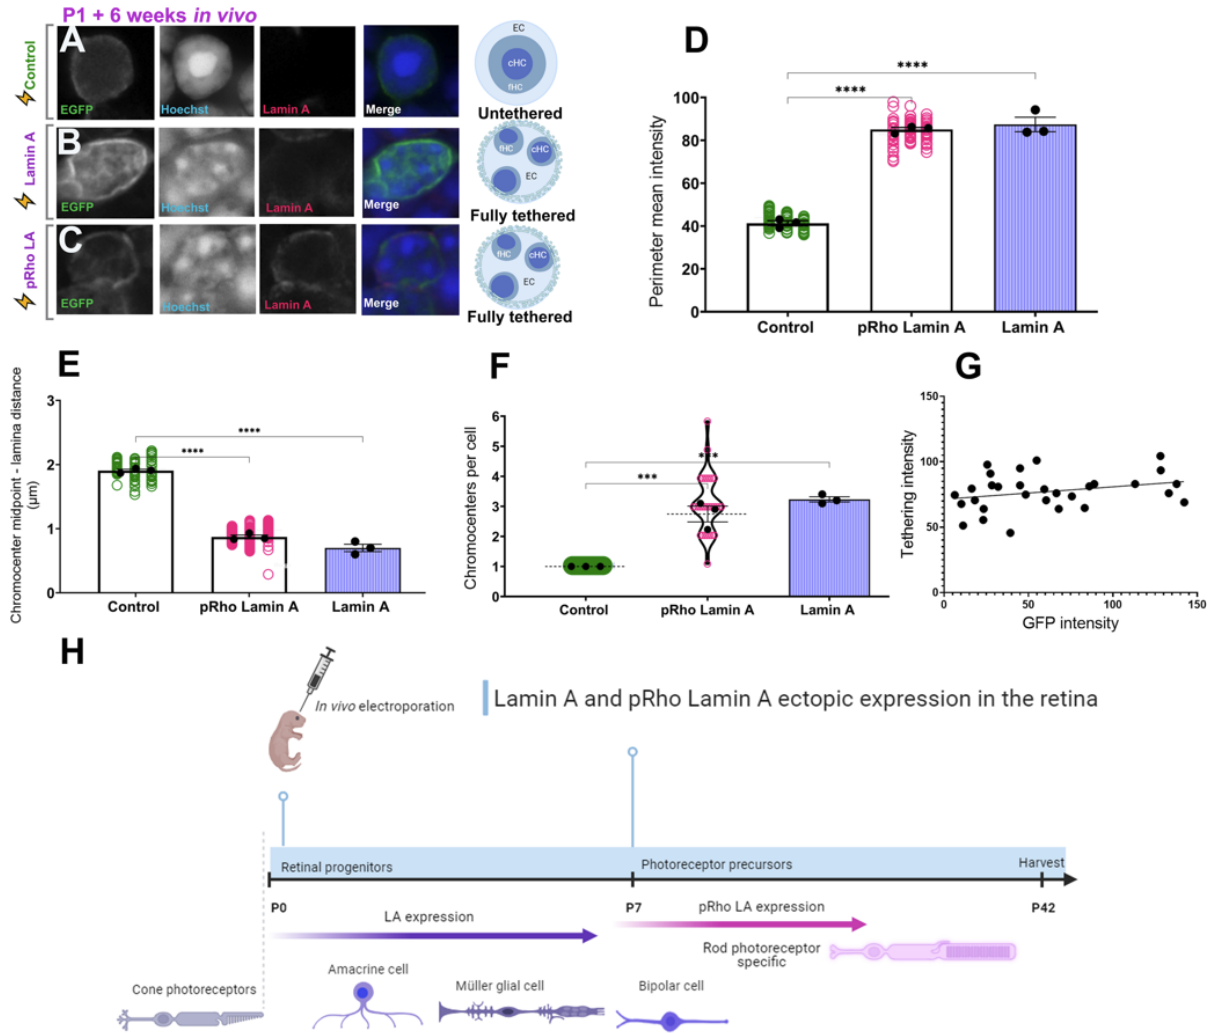 P1 + 6 weeks in vivo
A
Control
EGFP
Hoechst
Lamin A
Merge
EC
cHC
fHC
Untethered
B
Lamin A
EGFP
Hoechst
Lamin A
Merge
fHC
cHC
EC
Fully tethered
C
pRho LA
EGFP
Hoechst
Lamin A
Merge
fHC
cHC
EC
Fully tethered
D
****
****
Perimeter mean intensity
100
80
60
40
20
0
Control
pRho Lamin A
Lamin A
E
Chromocenter midpoint - lamina distance
(µm)
3
2
1
0
****
****
Control
pRho Lamin A
Lamin A
F
Chromocenters per cell
6
5
4
3
2
1
0
***
***
Control
pRho Lamin A
Lamin A
G
Tethering intensity
150
100
50
0
0
50
100
150
GFP intensity
H
In vivo electroporation
Lamin A and pRho Lamin A ectopic expression in the retina
Retinal progenitors
Photoreceptor precursors
Harvest
P0
P7
P42
LA expression
pRho LA expression
Rod photoreceptor
specific
Cone photoreceptors
Amacrine cell
Müller glial cell
Bipolar cell